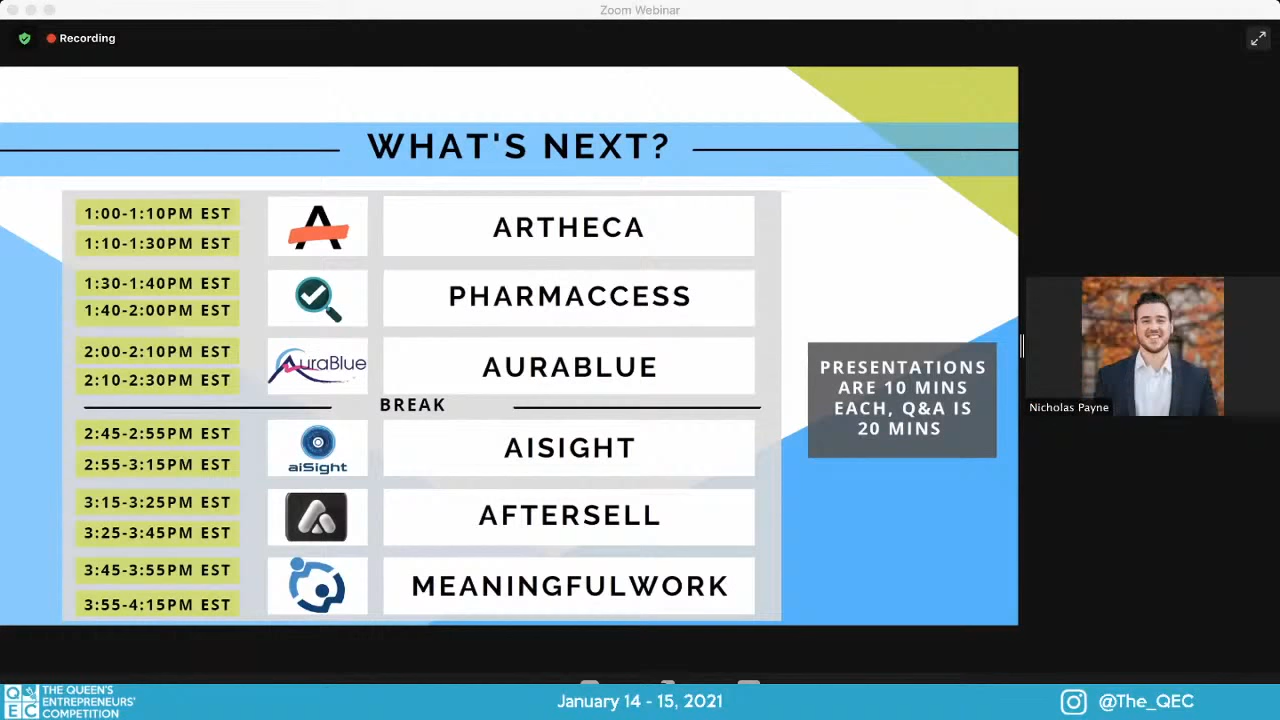 Zoom Webinar
Recording
WHAT'S NEXT?
1:00-1:10PM EST
1:10-1:30PM EST
ARTHECA
1:30-1:40PM EST
1:40-2:00PM EST
PHARMACCESS
2:00-2:10PM EST
2:10-2:30PM EST
AuraBlue
AURABLUE
BREAK
2:45-2:55PM EST
2:55-3:15PM EST
aiSight
AISIGHT
3:15-3:25PM EST
3:25-3:45PM EST
AFTERSELL
3:45-3:55PM EST
3:55-4:15PM EST
MEANINGFULWORK
PRESENTATIONS
ARE 10 MINS
EACH, Q&A IS
20 MINS
Nicholas Payne
QEC
THE QUEEN'S
ENTREPRENEURS'
COMPETITION
January 14 - 15, 2021
@The_QEC